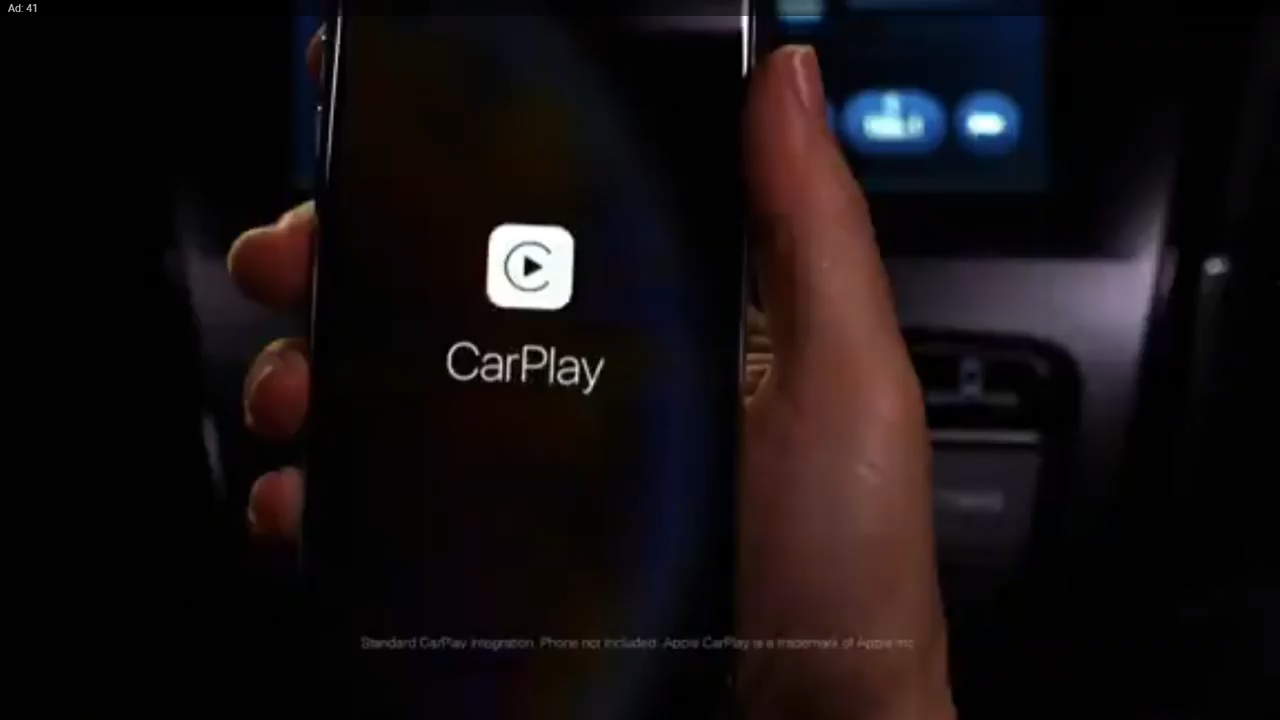 Ad: 41
CarPlay
Standard CarPlay integration. Phone not included. Apple CarPlay is a trademark of Apple Inc.